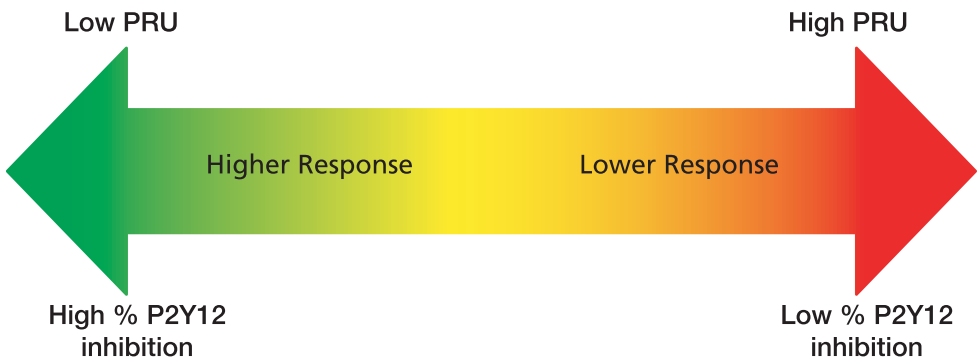 Low PRU
High PRU
Higher Response
Lower Response
High % P2Y12
inhibition
Low % P2Y12
inhibition